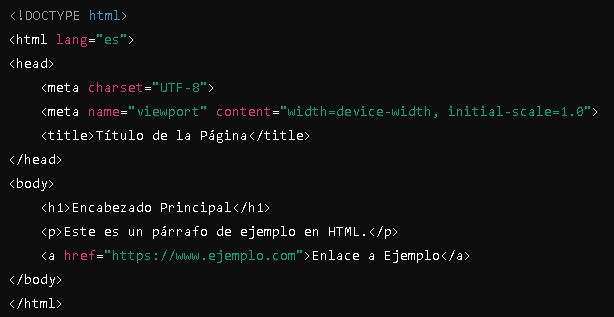 <!DOCTYPE html>
<html lang="es">
<head>
    <meta charset="UTF-8">
    <meta name="viewport" content="width=device-width, initial-scale=1.0">
    <title>Título de la Página</title>
</head>
<body>
    <h1>Encabezado Principal</h1>
    <p>Este es un párrafo de ejemplo en HTML.</p>
    <a href="https://www.ejemplo.com">Enlace a Ejemplo</a>
</body>
</html>